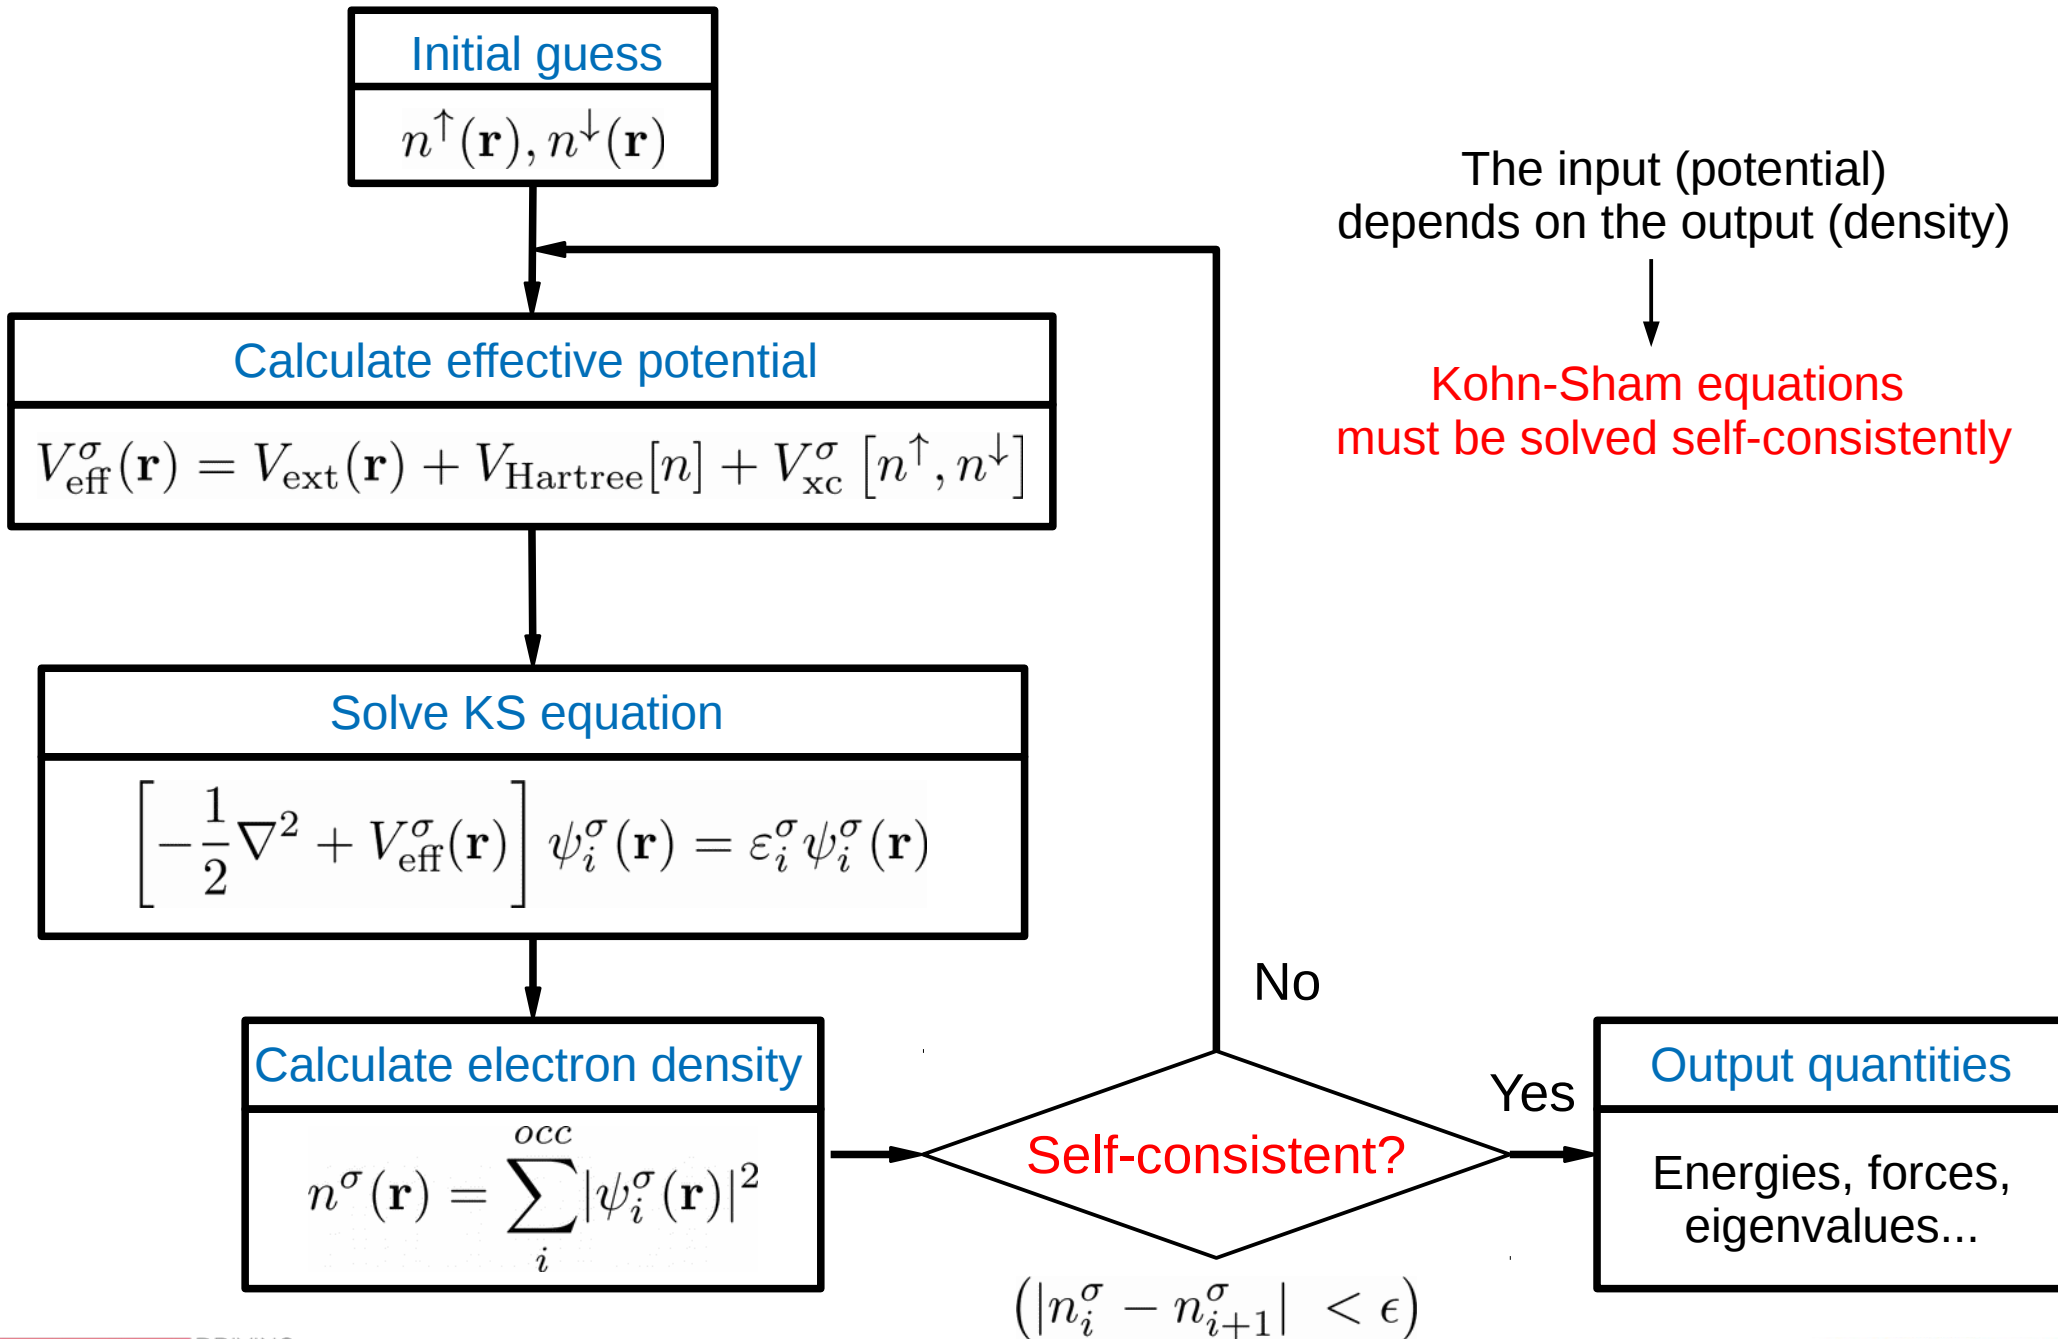 Initial guess
n^↑(r), n^↓(r)
The input (potential)
depends on the output (density)
Kohn-Sham equations
must be solved self-consistently
Calculate effective potential
V^σ_eff(r) = V_ext(r) + V_Hartree[n] + V^σ_xc [n^↑, n^↓]
Solve KS equation
[-1/2 ∇² + V^σ_eff(r)] ψ^σ_i(r) = ε^σ_i ψ^σ_i(r)
No
Calculate electron density
n^σ(r) = ∑_i^occ |ψ^σ_i(r)|²
Self-consistent?
(|n^σ_i − n^σ_{i+1}| < ϵ)
Yes
Output quantities
Energies, forces,
eigenvalues...